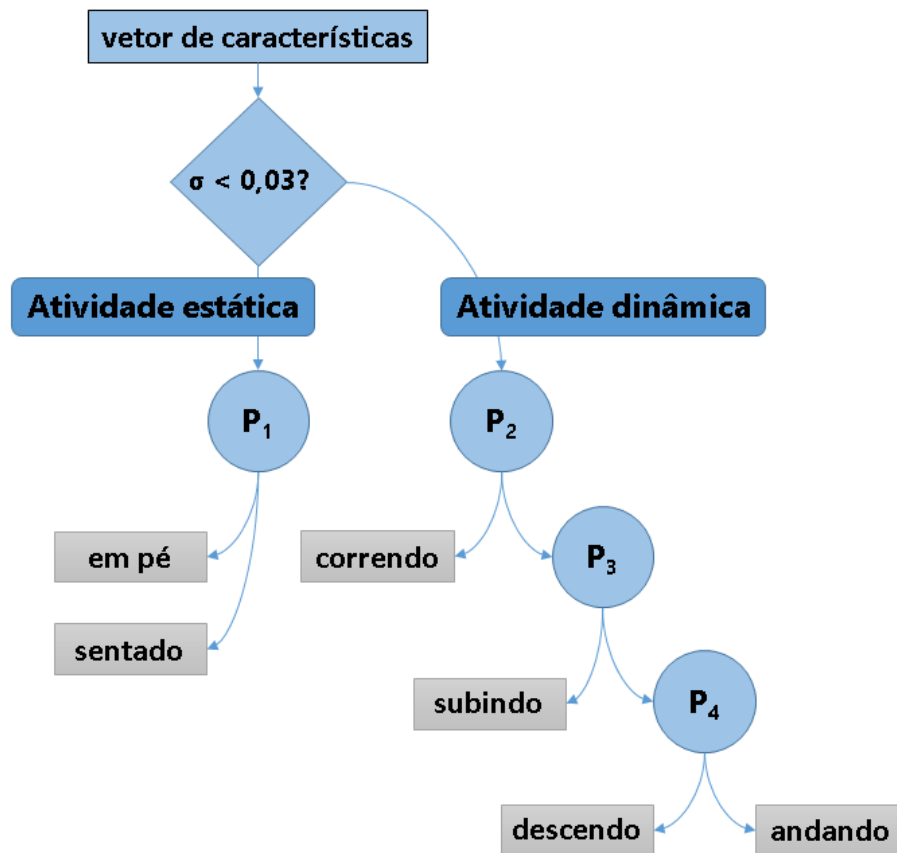 vetor de característícas
σ < 0,03?
Atividade estática
Atividade dinâmica
P₁
P₂
em pé
correndo
P₃
sentado
subindo
P₄
descendo
andando